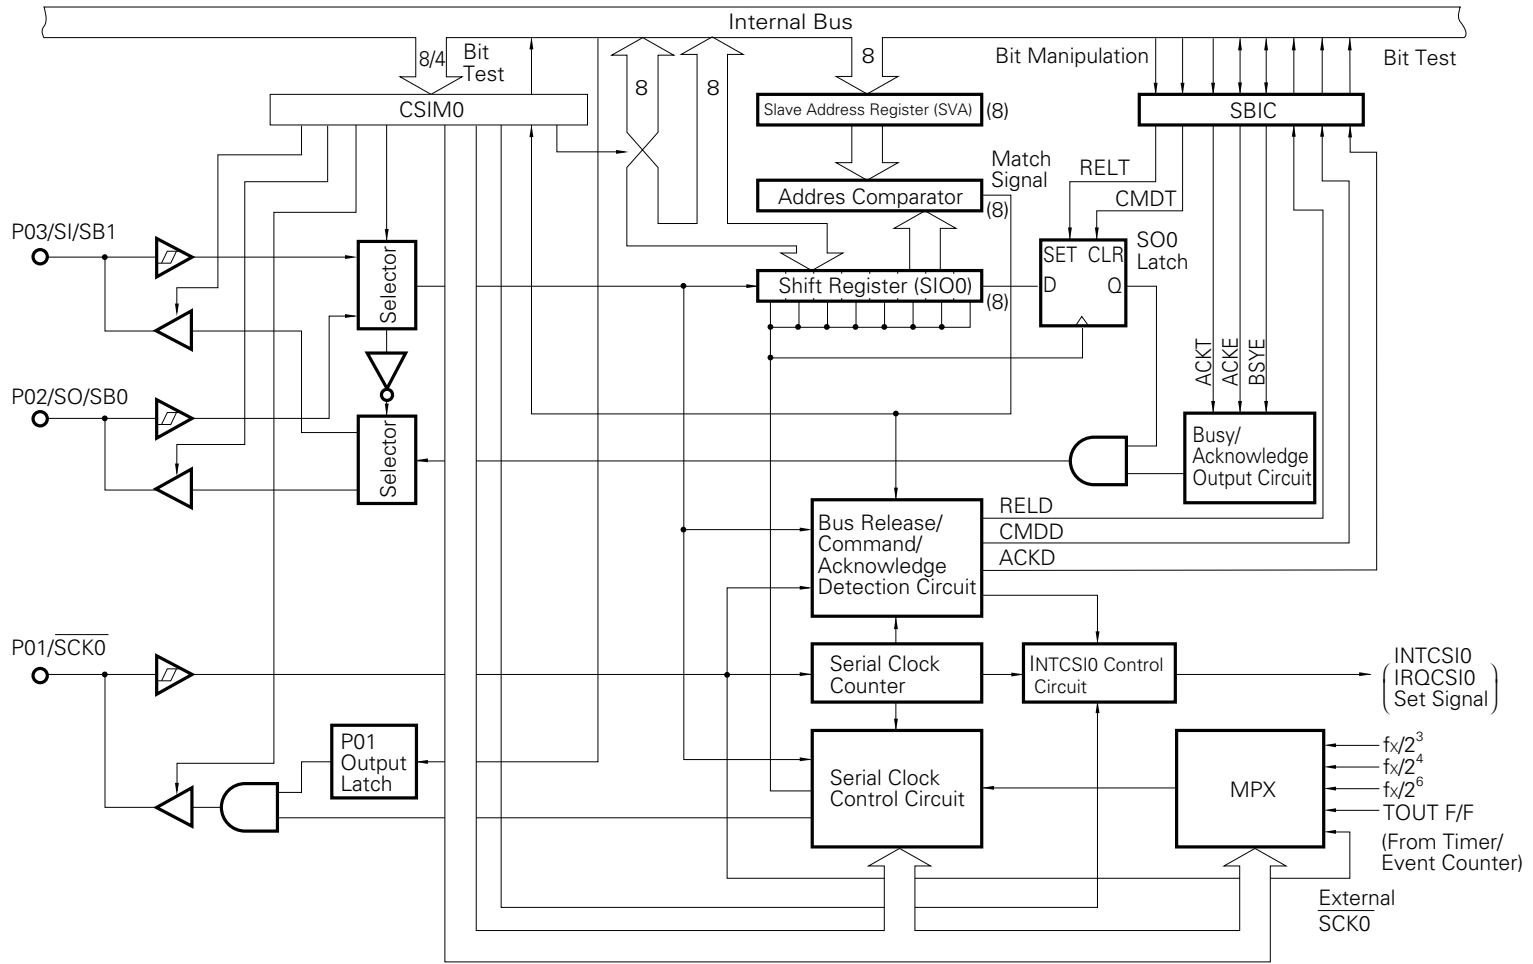 Internal Bus
8/4
Bit
Test
8
8
8
Bit Manipulation
Bit Test
CSIM0
Slave Address Register (SVA)
(8)
SBIC
Match
Signal
RELT
Addres Comparator
(8)
CMDT
P03/SI/SB1
Selector
SET CLR
D Q
SO0
Latch
Shift Register (SIO0)
(8)
ACKT
ACKE
BSYE
P02/SO/SB0
Selector
Busy/
Acknowledge
Output Circuit
Bus Release/
Command/
Acknowledge
Detection Circuit
RELD
CMDD
ACKD
P01/SCK0
Serial Clock
Counter
INTCSI0 Control
Circuit
INTCSI0
IRQCSI0
Set Signal
P01
Output
Latch
Serial Clock
Control Circuit
MPX
fx/2³
fx/2⁴
fx/2⁶
TOUT F/F
(From Timer/
Event Counter)
External
SCK0